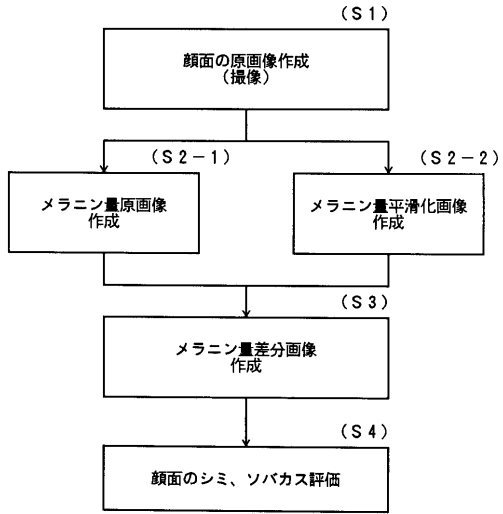 (S1)
顔面の原画像作成
(撮像)
(S2-1)
(S2-2)
メラニン量原画像
作成
メラニン量平滑化画像
作成
(S3)
メラニン量差分画像
作成
(S4)
顔面のシミ、ソバカス評価